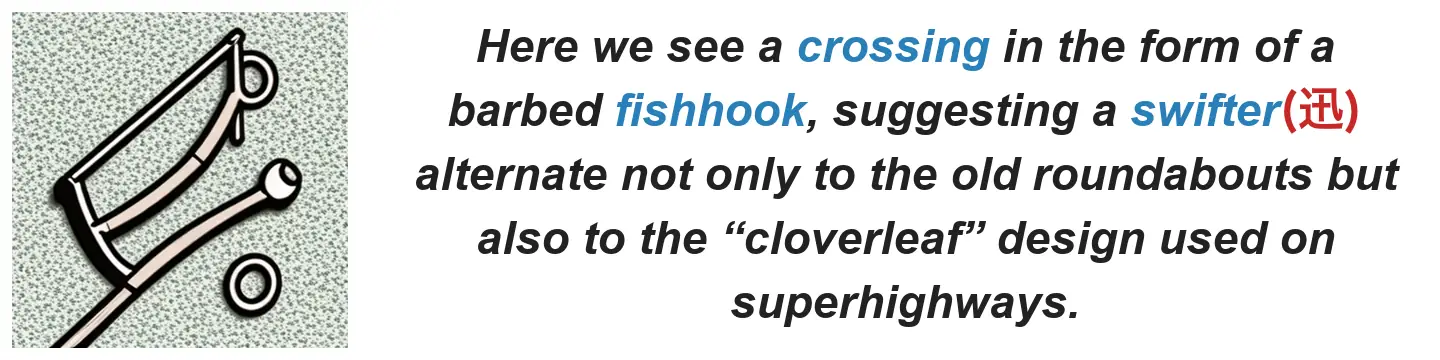 Here we see a crossing in the form of a
barbed fishhook, suggesting a swifter(迅)
alternate not only to the old roundabouts but
also to the “cloverleaf” design used on
superhighways.